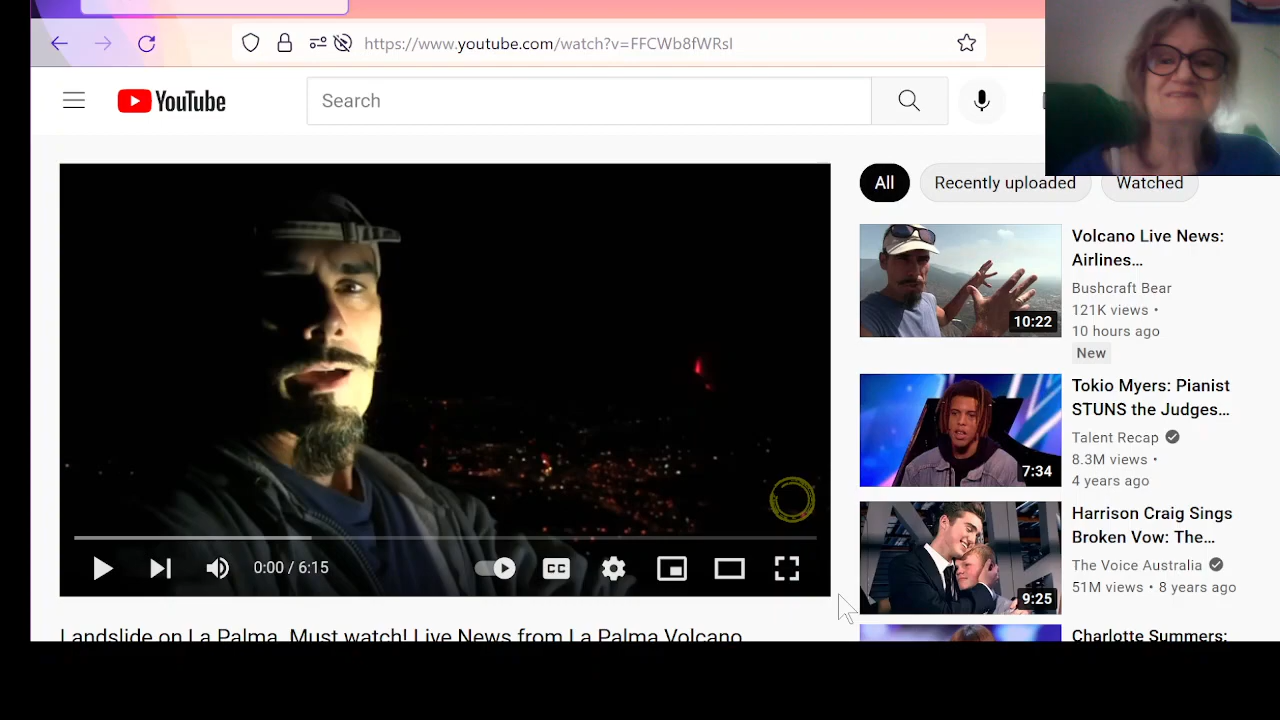 https://www.youtube.com/watch?v=FFCWb8fWRsI
YouTube
Search
All
Recently uploaded
Watched
0:00 / 6:15
CC
Landslide on La Palma. Must watch! Live News from La Palma Volcano
10:22
Volcano Live News:
Airlines...
Bushcraft Bear
121K views •
10 hours ago
New
7:34
Tokio Myers: Pianist
STUNS the Judges...
Talent Recap
8.3M views •
4 years ago
9:25
Harrison Craig Sings
Broken Vow: The...
The Voice Australia
51M views • 8 years ago
Charlotte Summers: